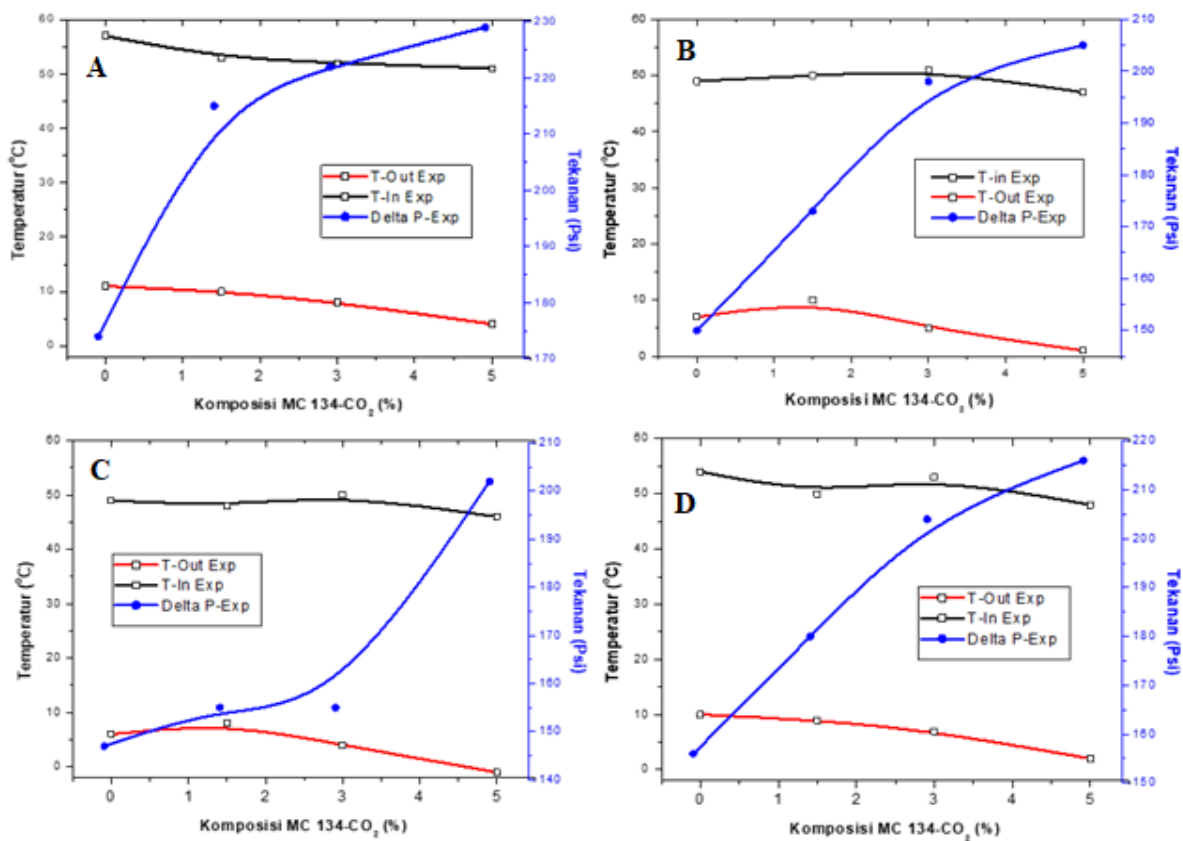 A
Temperatur (°C)
60
50
40
30
20
10
0
T-Out Exp
T-In Exp
Delta P-Exp
230
220
210
200
190
180
170
Tekanan (Psi)
0 1 2 3 4 5
Komposisi MC 134-CO₂ (%)
B
Temperatur (°C)
60
50
40
30
20
10
0
T-in Exp
T-Out Exp
Delta P-Exp
210
200
190
180
170
160
150
Tekanan (Psi)
0 1 2 3 4 5
Komposisi MC 134-CO₂ (%)
C
Temperatur (°C)
60
50
40
30
20
10
0
T-Out Exp
T-In Exp
Delta P-Exp
210
200
190
180
170
160
150
140
Tekanan (Psi)
0 1 2 3 4 5
Komposisi MC 134-CO₂ (%)
D
Temperatur (°C)
60
50
40
30
20
10
0
T-Out Exp
T-In Exp
Delta P-Exp
220
210
200
190
180
170
160
150
Tekanan (Psi)
0 1 2 3 4 5
Komposisi MC 134-CO₂ (%)